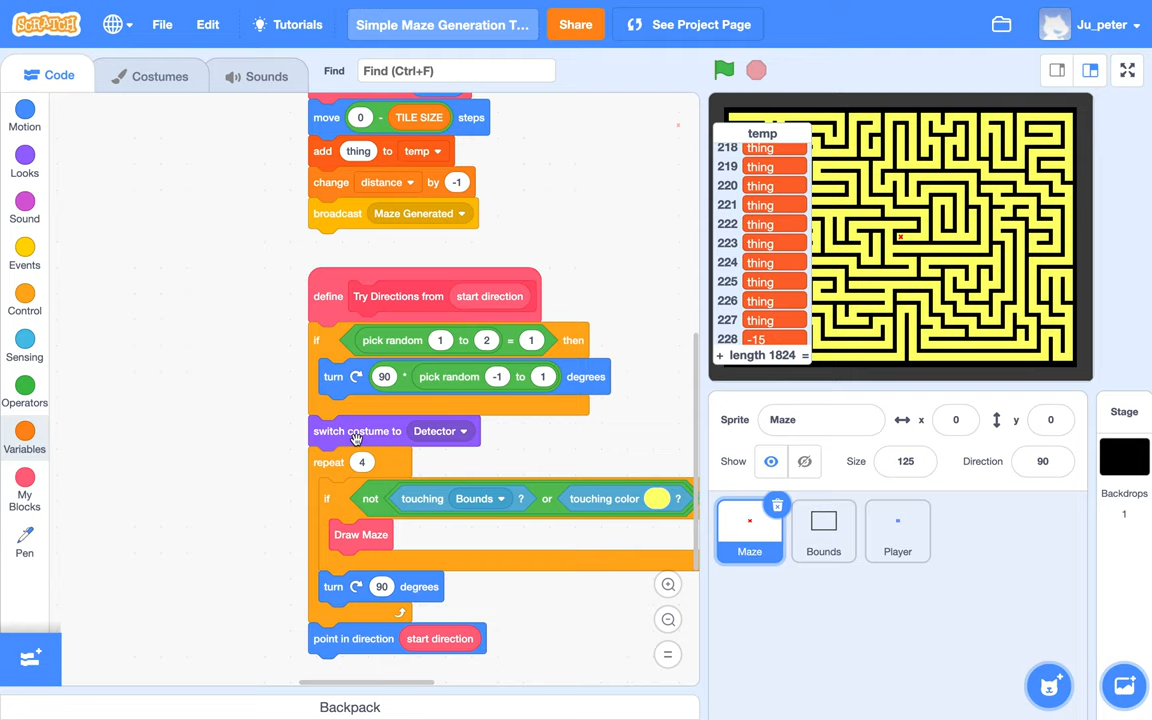 SCRATCH File Edit Tutorials Simple Maze Generation T... Share See Project Page Ju_peter
Code Costumes Sounds Find Find (Ctrl+F)
Motion
Looks
Sound
Events
Control
Sensing
Operators
Variables
My
Blocks
Pen
move 0 - TILE SIZE steps
add thing to temp
change distance by -1
broadcast Maze Generated
define Try Directions from start direction
if pick random 1 to 2 = 1 then
turn 90 * pick random -1 to 1 degrees
switch costume to Detector
repeat 4
if not touching Bounds ? or touching color ?
Draw Maze
turn 90 degrees
point in direction start direction
Backpack
temp
218 thing
219 thing
220 thing
221 thing
222 thing
223 thing
224 thing
225 thing
226 thing
227 thing
228 -15
+ length 1824 =
Sprite Maze x 0 y 0
Show Size 125 Direction 90
Maze Bounds Player
Stage
Backdrops
1